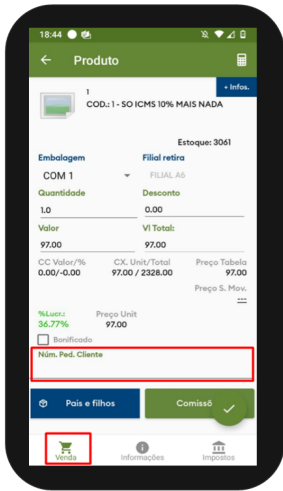 18:44
Produto
+ Infos.
1
COD.: 1 - SO ICMS 10% MAIS NADA
Estoque: 3061
Embalagem Filial retira
COM 1 FILIAL A6
Quantidade Desconto
1.0 0.00
Valor Vl Total:
97.00 97.00
CC Valor/% CX. Unit/Total Preço Tabela
0.00/-0.00 97.00 / 2328.00 97.00
Preço S. Mov.
%Lucr.: Preço Unit
36.77% 97.00
Bonificado
Núm. Ped. Cliente
Pais e filhos Comissõ
Venda Informações Impostos